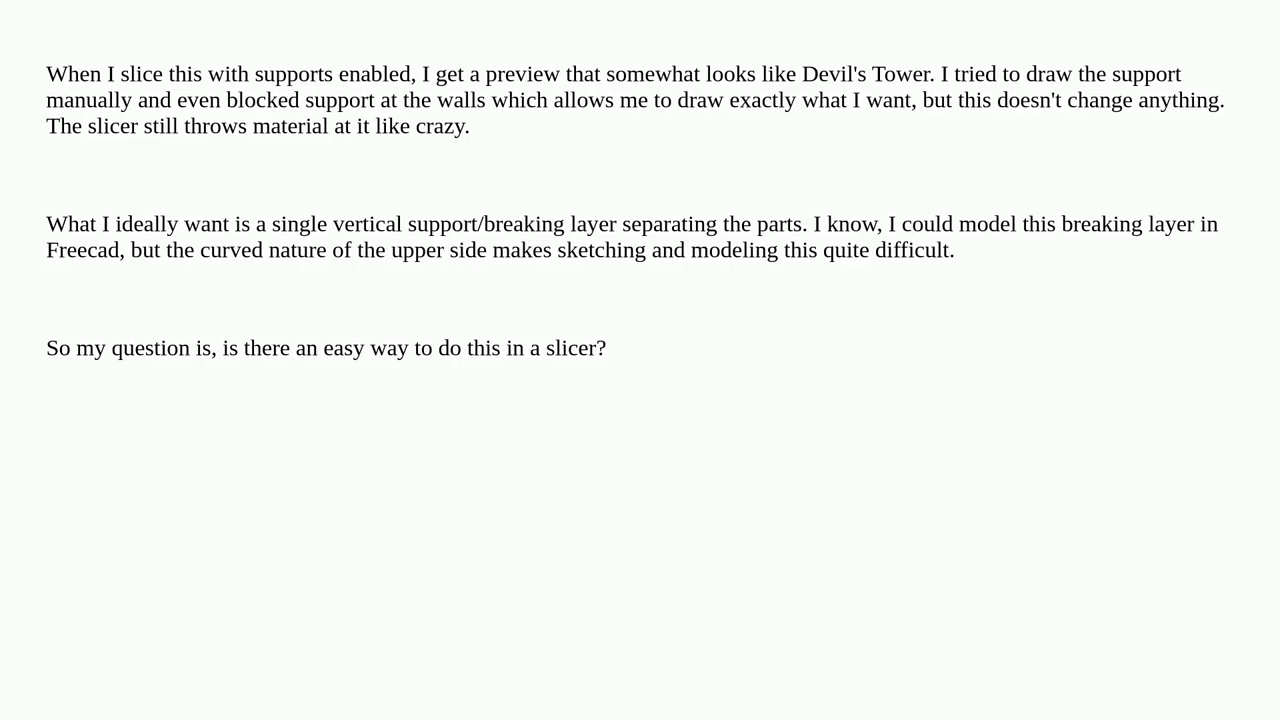 When I slice this with supports enabled, I get a preview that somewhat looks like Devil's Tower. I tried to draw the support
manually and even blocked support at the walls which allows me to draw exactly what I want, but this doesn't change anything.
The slicer still throws material at it like crazy.
What I ideally want is a single vertical support/breaking layer separating the parts. I know, I could model this breaking layer in
Freecad, but the curved nature of the upper side makes sketching and modeling this quite difficult.
So my question is, is there an easy way to do this in a slicer?